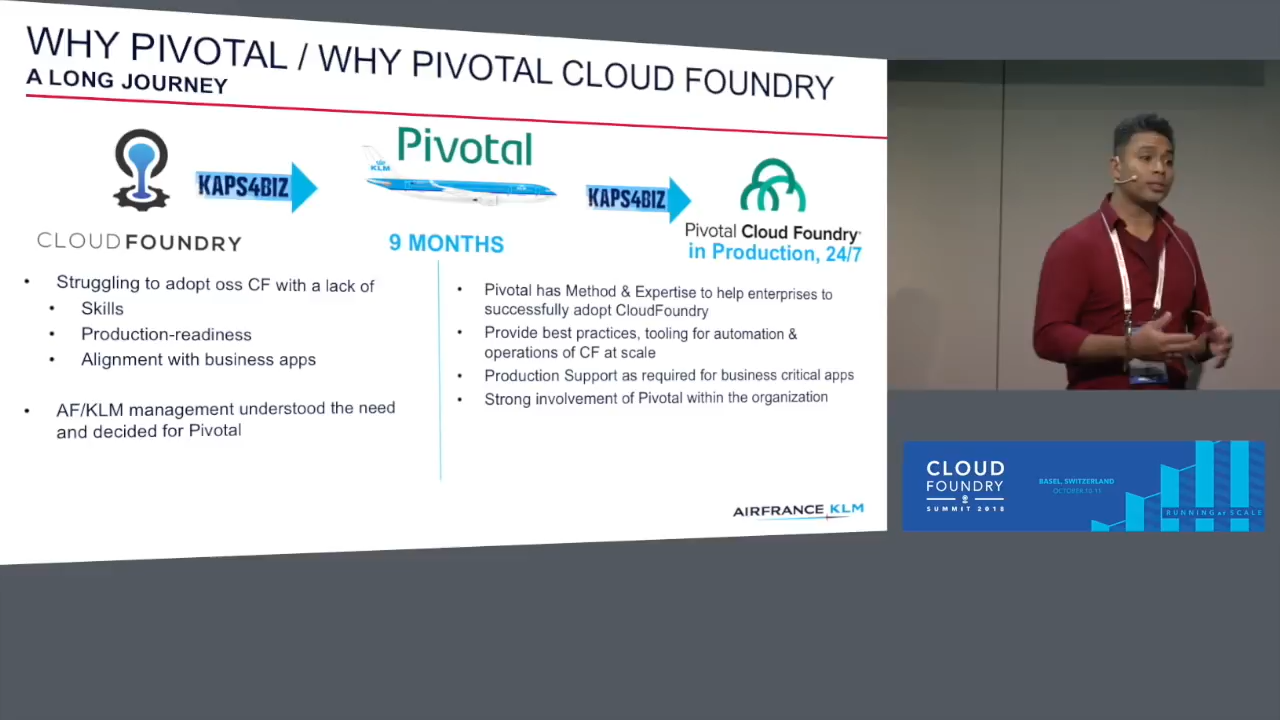 WHY PIVOTAL / WHY PIVOTAL CLOUD FOUNDRY
A LONG JOURNEY
CLOUDFOUNDRY
KAPS4BIZ
Pivotal
KLM
9 MONTHS
KAPS4BIZ
Pivotal Cloud Foundry
in Production, 24/7
• Struggling to adopt oss CF with a lack of
• Skills
• Production-readiness
• Alignment with business apps
• AF/KLM management understood the need
and decided for Pivotal
• Pivotal has Method & Expertise to help enterprises to
successfully adopt CloudFoundry
• Provide best practices, tooling for automation &
operations of CF at scale
• Production Support as required for business critical apps
• Strong involvement of Pivotal within the organization
AIRFRANCE KLM
CLOUD
FOUNDRY
SUMMIT 2018
BASEL, SWITZERLAND
OCTOBER 10-11
RUNNING at SCALE